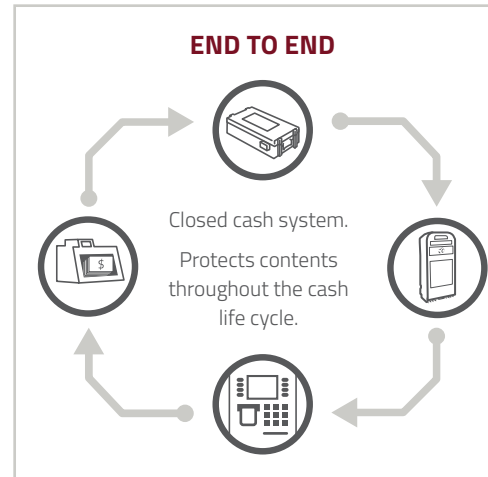 END TO END
Closed cash system.
Protects contents
throughout the cash
life cycle.
$